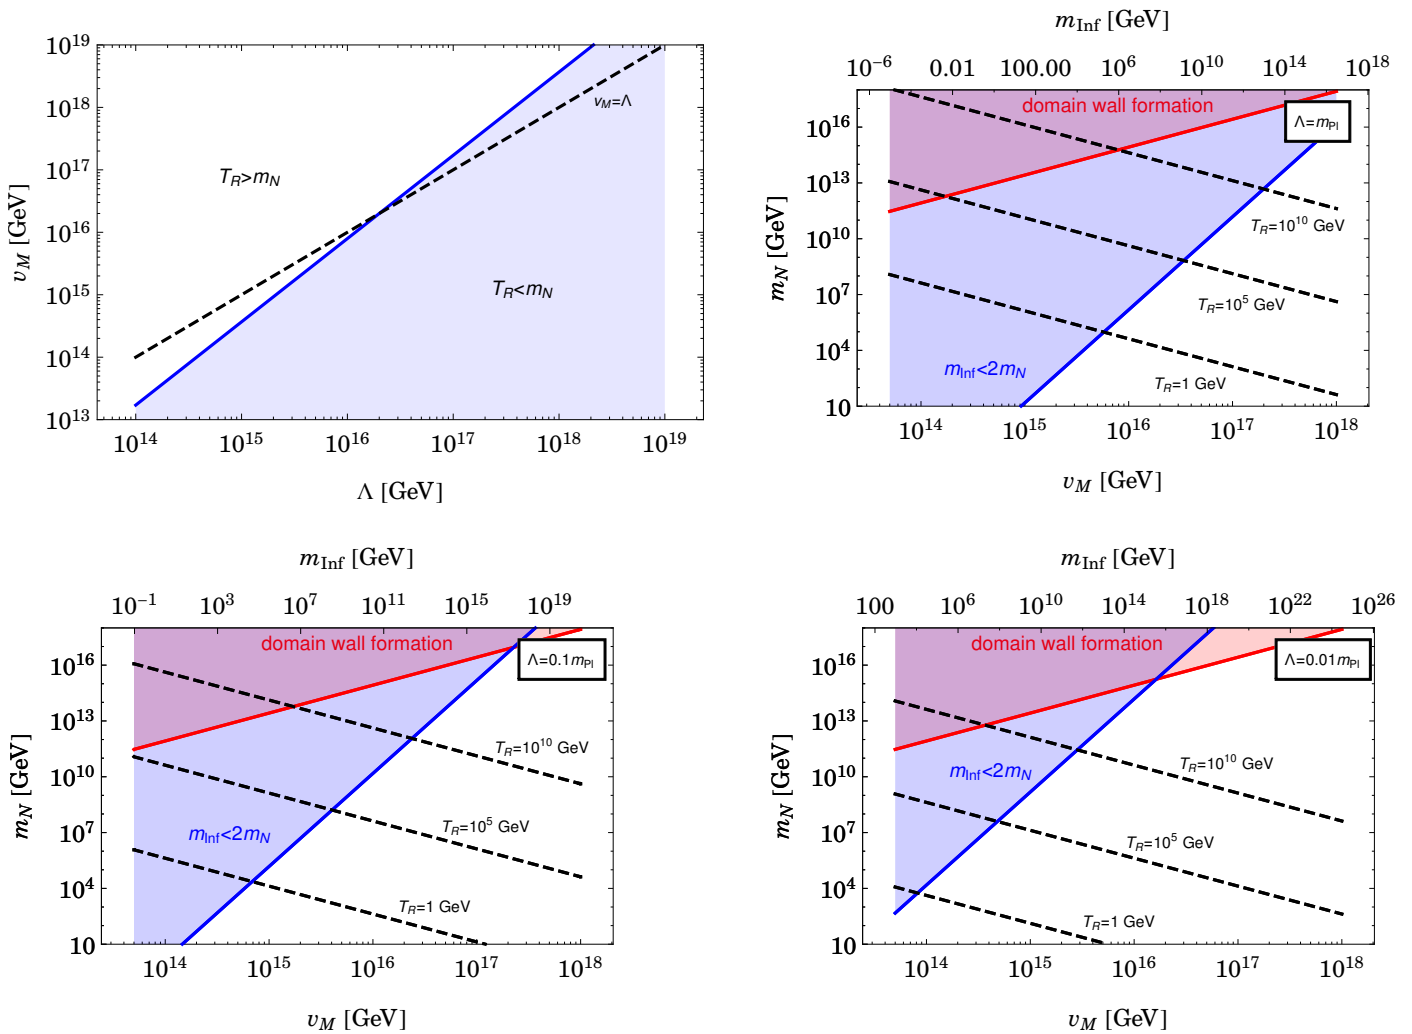 10^19
10^18
10^17
10^16
10^15
10^14
10^13
v_M [GeV]
T_R>m_N
v_M=Λ
T_R<m_N
10^14 10^15 10^16 10^17 10^18 10^19
Λ [GeV]
m_Inf [GeV]
10^-6 0.01 100.00 10^6 10^10 10^14 10^18
domain wall formation
Λ=m_Pl
10^16
10^13
10^10
10^7
10^4
10
m_N [GeV]
T_R=10^10 GeV
T_R=10^5 GeV
T_R=1 GeV
m_Inf<2m_N
10^14 10^15 10^16 10^17 10^18
v_M [GeV]
m_Inf [GeV]
10^-1 10^3 10^7 10^11 10^15 10^19
domain wall formation
Λ=0.1m_Pl
10^16
10^13
10^10
10^7
10^4
10
m_N [GeV]
T_R=10^10 GeV
T_R=10^5 GeV
m_Inf<2m_N
T_R=1 GeV
10^14 10^15 10^16 10^17 10^18
v_M [GeV]
m_Inf [GeV]
100 10^6 10^10 10^14 10^18 10^22 10^26
domain wall formation
Λ=0.01m_Pl
10^16
10^13
10^10
10^7
10^4
10
m_N [GeV]
m_Inf<2m_N
T_R=10^10 GeV
T_R=10^5 GeV
T_R=1 GeV
10^14 10^15 10^16 10^17 10^18
v_M [GeV]